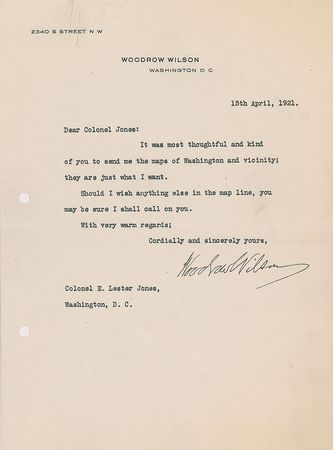 2340 S STREET N W
WOODROW WILSON
WASHINGTON D C
15th April, 1921.
Dear Colonel Jones:
It was most thoughtful and kind
of you to send me the maps of Washington and vicinity;
they are just what I want.
Should I wish anything else in the map line, you
may be sure I shall call on you.
With very warm regards;
Cordially and sincerely yours,
Woodrow Wilson
Colonel E. Lester Jones,
Washington, D. C.